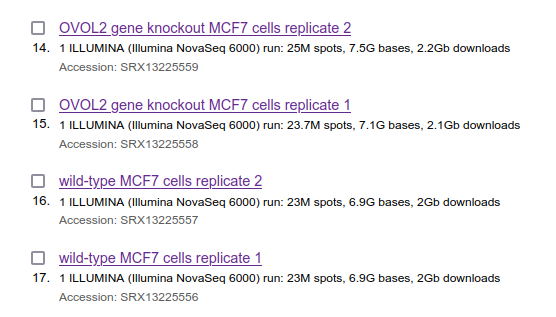 OVOL2 gene knockout MCF7 cells replicate 2
14. 1 ILLUMINA (Illumina NovaSeq 6000) run: 25M spots, 7.5G bases, 2.2Gb downloads
Accession: SRX13225559
OVOL2 gene knockout MCF7 cells replicate 1
15. 1 ILLUMINA (Illumina NovaSeq 6000) run: 23.7M spots, 7.1G bases, 2.1Gb downloads
Accession: SRX13225558
wild-type MCF7 cells replicate 2
16. 1 ILLUMINA (Illumina NovaSeq 6000) run: 23M spots, 6.9G bases, 2Gb downloads
Accession: SRX13225557
wild-type MCF7 cells replicate 1
17. 1 ILLUMINA (Illumina NovaSeq 6000) run: 23M spots, 6.9G bases, 2Gb downloads
Accession: SRX13225556